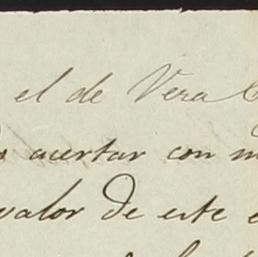 el de Vera
acertar con
valor de este